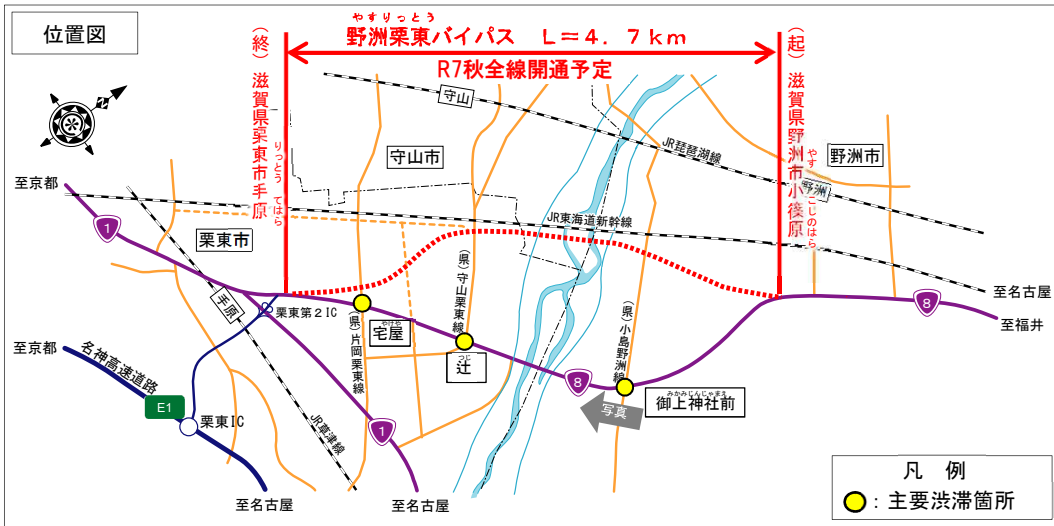 位置図
やすりっとう
野洲栗東バイパス L=4.7km
R7秋全線開通予定
(終)滋賀県栗東市手原
りっとう てはら
(起)滋賀県野洲市小篠原
やす こじのはら
守山
守山市
JR琵琶湖線
野洲市
野洲
至京都
1
栗東市
JR東海道新幹線
手原
栗東第2IC
(県)片岡栗東線
やけや
宅屋
(県)守山栗東線
つじ
辻
(県)小島野洲線
8
至名古屋
至福井
至京都
名神高速道路
E1
栗東IC
JR草津線
1
8
写真
みかみじんじゃまえ
御上神社前
至名古屋
至名古屋
凡 例
:主要渋滞箇所